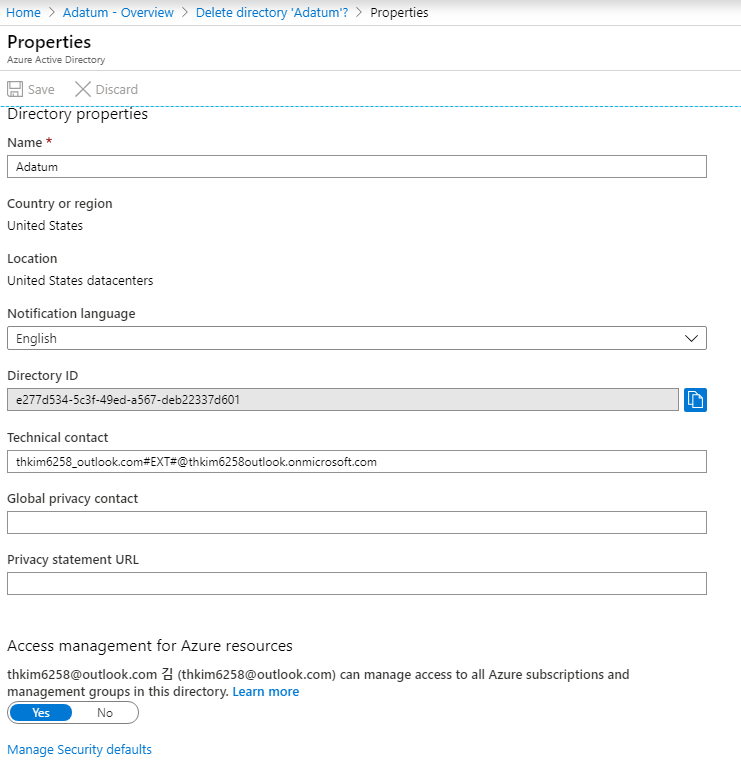 Home > Adatum - Overview > Delete directory 'Adatum'? > Properties
Properties
Azure Active Directory
Save Discard
Directory properties
Name *
Adatum
Country or region
United States
Location
United States datacenters
Notification language
English
Directory ID
e277d534-5c3f-49ed-a567-deb22337d601
Technical contact
thkim6258_outlook.com#EXT#@thkim6258outlook.onmicrosoft.com
Global privacy contact
Privacy statement URL
Access management for Azure resources
thkim6258@outlook.com 김 (thkim6258@outlook.com) can manage access to all Azure subscriptions and
management groups in this directory. Learn more
Yes No
Manage Security defaults